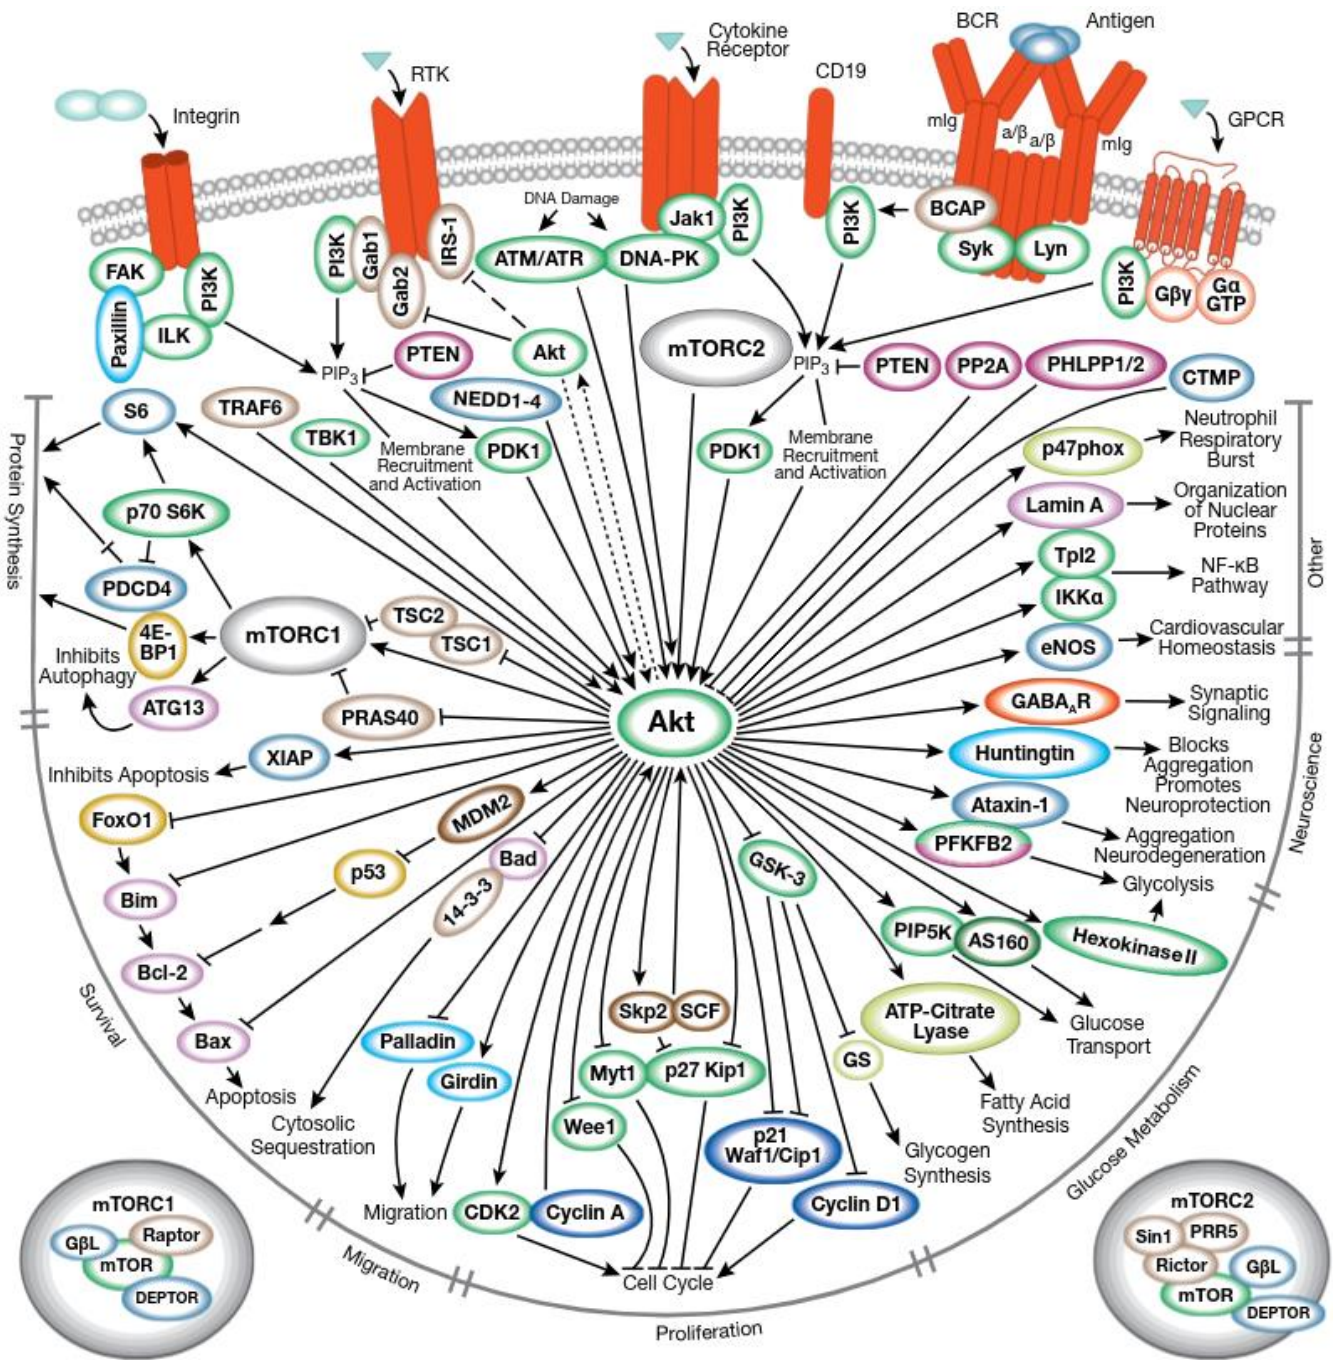 BCR
Antigen
Cytokine
Receptor
RTK
CD19
Integrin
GPCR
mIg
a/β
a/β
mIg
DNA Damage
Jak1
PI3K
PI3K
BCAP
Syk
Lyn
PI3K
Gab1
Gab2
IRS-1
ATM/ATR
DNA-PK
FAK
PI3K
Paxillin
ILK
PI3K
Gβγ
Gα
GTP
PTEN
Akt
mTORC2
PIP3
PIP3
PTEN
PP2A
PHLPP1/2
CTMP
S6
TRAF6
NEDD1-4
TBK1
PDK1
Membrane
Recruitment
and Activation
PDK1
Membrane
Recruitment
and Activation
p47phox
Neutrophil
Respiratory
Burst
Lamin A
Organization
of Nuclear
Proteins
Protein Synthesis
p70 S6K
Tpl2
IKKα
NF-κB
Pathway
Other
PDCD4
4E-
BP1
mTORC1
TSC2
TSC1
eNOS
Cardiovascular
Homeostasis
Inhibits
Autophagy
ATG13
PRAS40
Akt
GABAAR
Synaptic
Signaling
XIAP
Inhibits Apoptosis
Huntingtin
Blocks
Aggregation
Promotes
Neuroprotection
Neuroscience
FoxO1
MDM2
Ataxin-1
Aggregation
Neurodegeneration
PFKFB2
Glycolysis
p53
Bad
14-3-3
GSK-3
Bim
PIP5K
AS160
Hexokinase II
Bcl-2
Survival
Skp2
SCF
ATP-Citrate
Lyase
Glucose
Transport
Bax
Palladin
Girdin
Myt1
p27 Kip1
GS
Apoptosis
Cytosolic
Sequestration
Wee1
p21
Waf1/Cip1
Fatty Acid
Synthesis
Glycogen
Synthesis
Glucose Metabolism
Migration
CDK2
Cyclin A
Cyclin D1
Cell Cycle
Migration
Proliferation
mTORC1
GβL
Raptor
mTOR
DEPTOR
mTORC2
Sin1
PRR5
Rictor
GβL
mTOR
DEPTOR